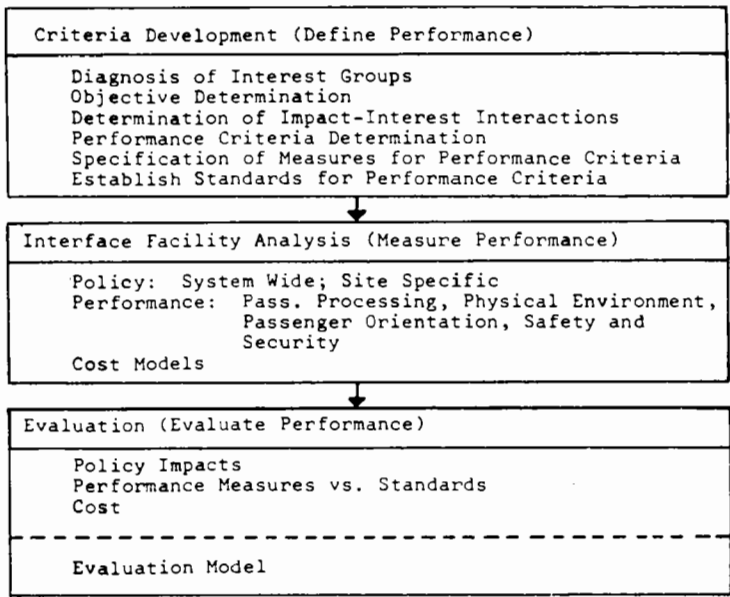 Criteria Development (Define Performance)
Diagnosis of Interest Groups
Objective Determination
Determination of Impact-Interest Interactions
Performance Criteria Determination
Specification of Measures for Performance Criteria
Establish Standards for Performance Criteria
Interface Facility Analysis (Measure Performance)
Policy: System Wide; Site Specific
Performance: Pass. Processing, Physical Environment,
Passenger Orientation, Safety and
Security
Cost Models
Evaluation (Evaluate Performance)
Policy Impacts
Performance Measures vs. Standards
Cost
Evaluation Model